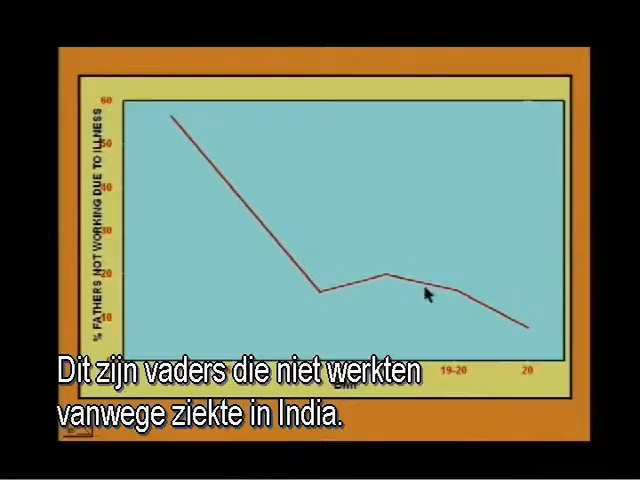 60
50
40
30
20
10
% FATHERS NOT WORKING DUE TO ILLNESS
19-20
20
BMI
Dit zijn vaders die niet werkten
vanwege ziekte in India.